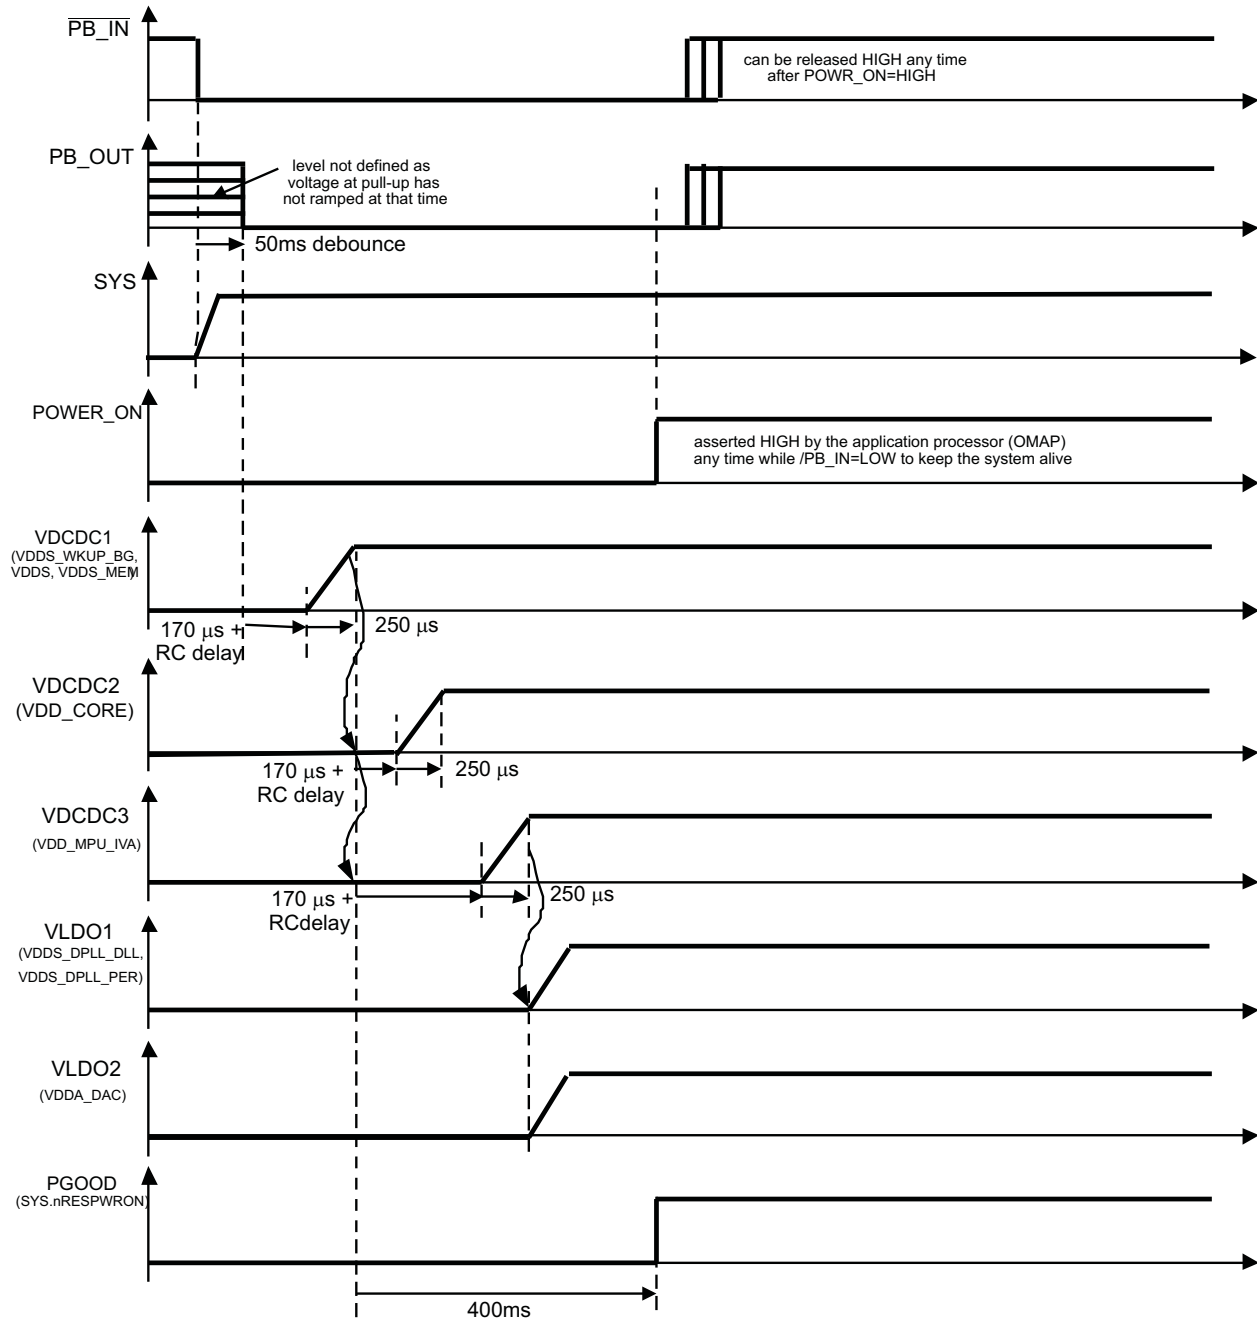 PB_IN
can be released HIGH any time
after POWR_ON=HIGH
PB_OUT
level not defined as
voltage at pull-up has
not ramped at that time
50ms debounce
SYS
POWER_ON
asserted HIGH by the application processor (OMAP)
any time while /PB_IN=LOW to keep the system alive
VDCDC1
(VDDS_WKUP_BG,
VDDS, VDDS_MEM)
170 μs +
RC delay
250 μs
VDCDC2
(VDD_CORE)
170 μs +
RC delay
250 μs
VDCDC3
(VDD_MPU_IVA)
170 μs +
RCdelay
250 μs
VLDO1
(VDDS_DPLL_DLL,
VDDS_DPLL_PER)
VLDO2
(VDDA_DAC)
PGOOD
(SYS.nRESPWRON)
400ms